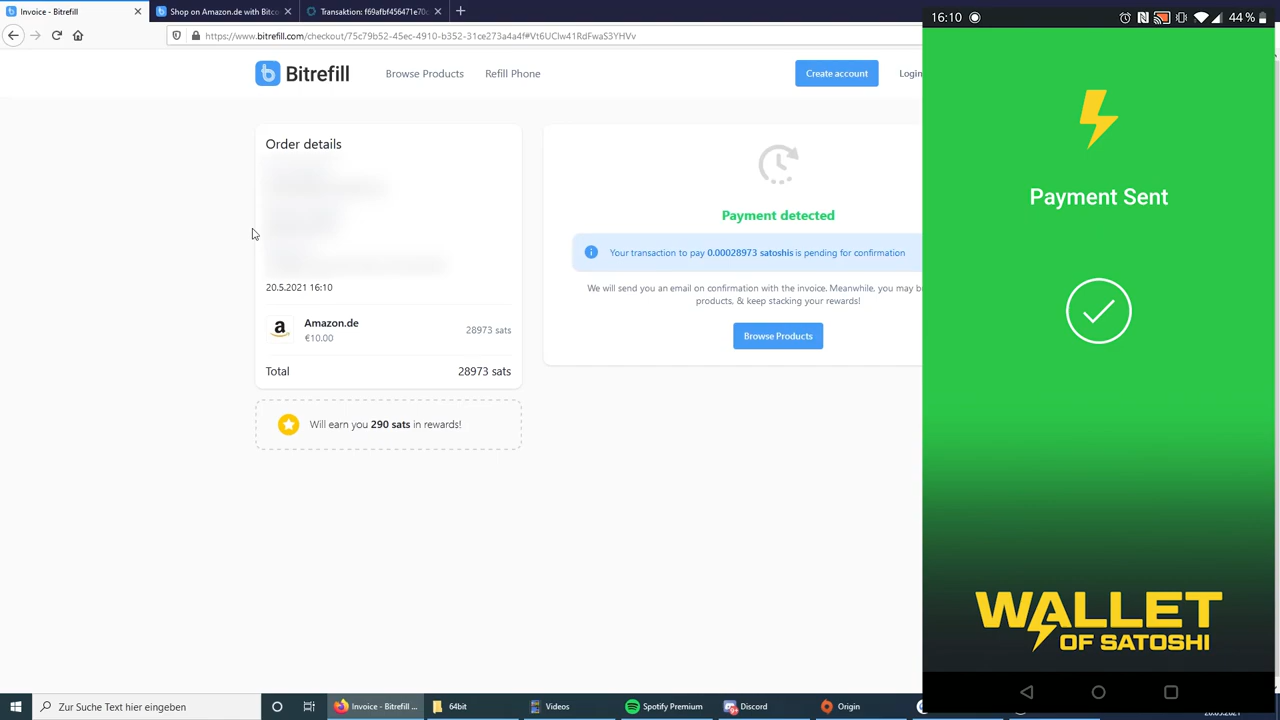 Invoice - Bitrefill
Shop on Amazon.de with Bitco
Transaktion: f69afbf456471e70
https://www.bitrefill.com/checkout/75c79b52-45ec-4910-b352-31ce273a4a4f#Vt6UClw41RdFwaS3YHVv
Bitrefill
Browse Products
Refill Phone
Create account
Login
Order details
20.5.2021 16:10
Amazon.de
€10.00
28973 sats
Total
28973 sats
Will earn you 290 sats in rewards!
Payment detected
Your transaction to pay 0.00028973 satoshis is pending for confirmation
We will send you an email on confirmation with the invoice. Meanwhile, you may b
products, & keep stacking your rewards!
Browse Products
16:10
44 %
Payment Sent
WALLET
OF SATOSHI
Zur Suche Text hier eingeben
Invoice - Bitrefill ...
64bit
Videos
Spotify Premium
Discord
Origin